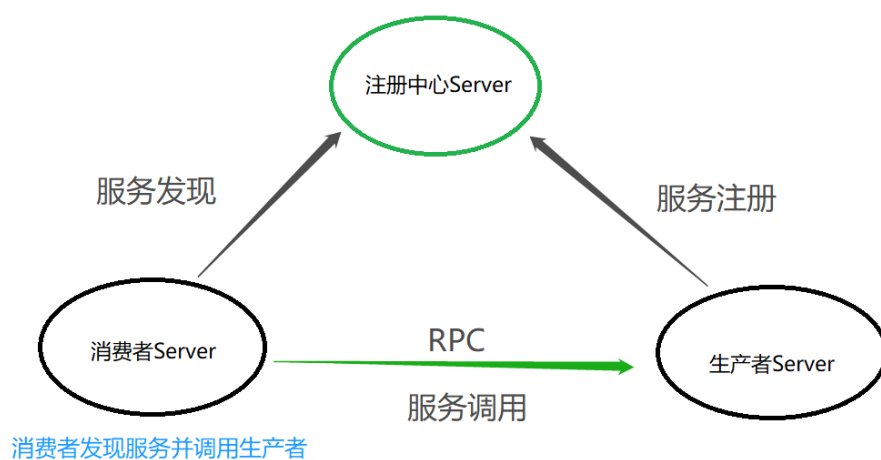 注册中心Server
服务发现
服务注册
消费者Server
RPC
服务调用
生产者Server
消费者发现服务并调用生产者